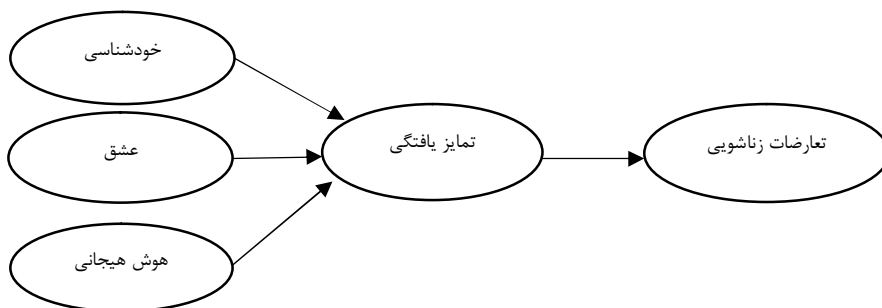 خودشناسی
عشق
هوش هیجانی
تمایز یافتگی
تعارضات زناشویی